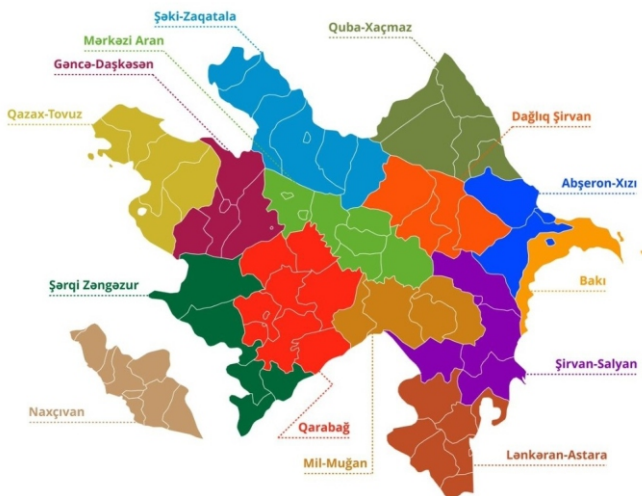 Şəki-Zaqatala
Quba-Xaçmaz
Mərkəzi Aran
Gəncə-Daşkəsən
Qazax-Tovuz
Dağlıq Şirvan
Abşeron-Xızı
Şərqi Zəngəzur
Bakı
Şirvan-Salyan
Naxçıvan
Qarabağ
Lənkəran-Astara
Mil-Muğan